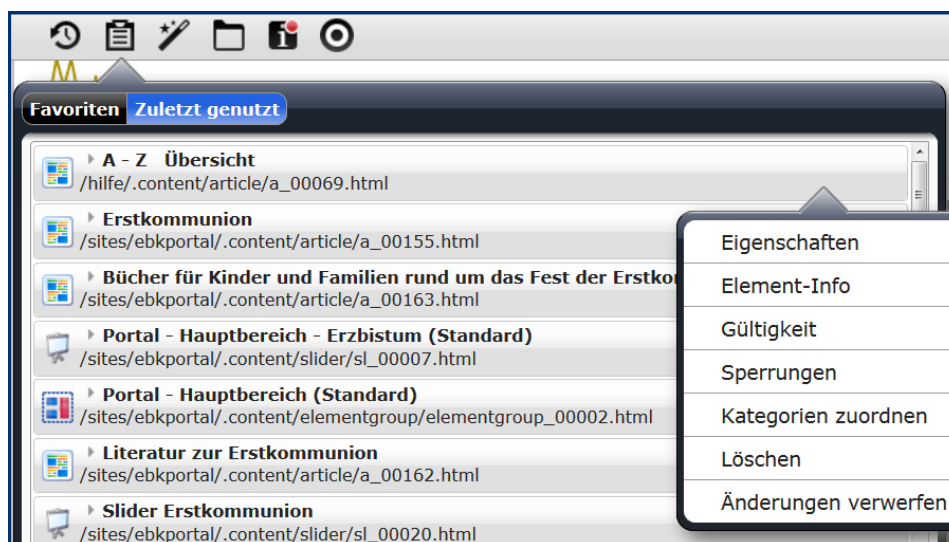 Favoriten Zuletzt genutzt
A - Z Übersicht
/hilfe/.content/article/a_00069.html
Erstkommunion
/sites/ebkportal/.content/article/a_00155.html
Bücher für Kinder und Familien rund um das Fest der Erstko
/sites/ebkportal/.content/article/a_00163.html
Portal - Hauptbereich - Erzbistum (Standard)
/sites/ebkportal/.content/slider/sl_00007.html
Portal - Hauptbereich (Standard)
/sites/ebkportal/.content/elementgroup/elementgroup_00002.html
Literatur zur Erstkommunion
/sites/ebkportal/.content/article/a_00162.html
Slider Erstkommunion
/sites/ebkportal/.content/slider/sl_00020.html
Eigenschaften
Element-Info
Gültigkeit
Sperrungen
Kategorien zuordnen
Löschen
Änderungen verwerfen